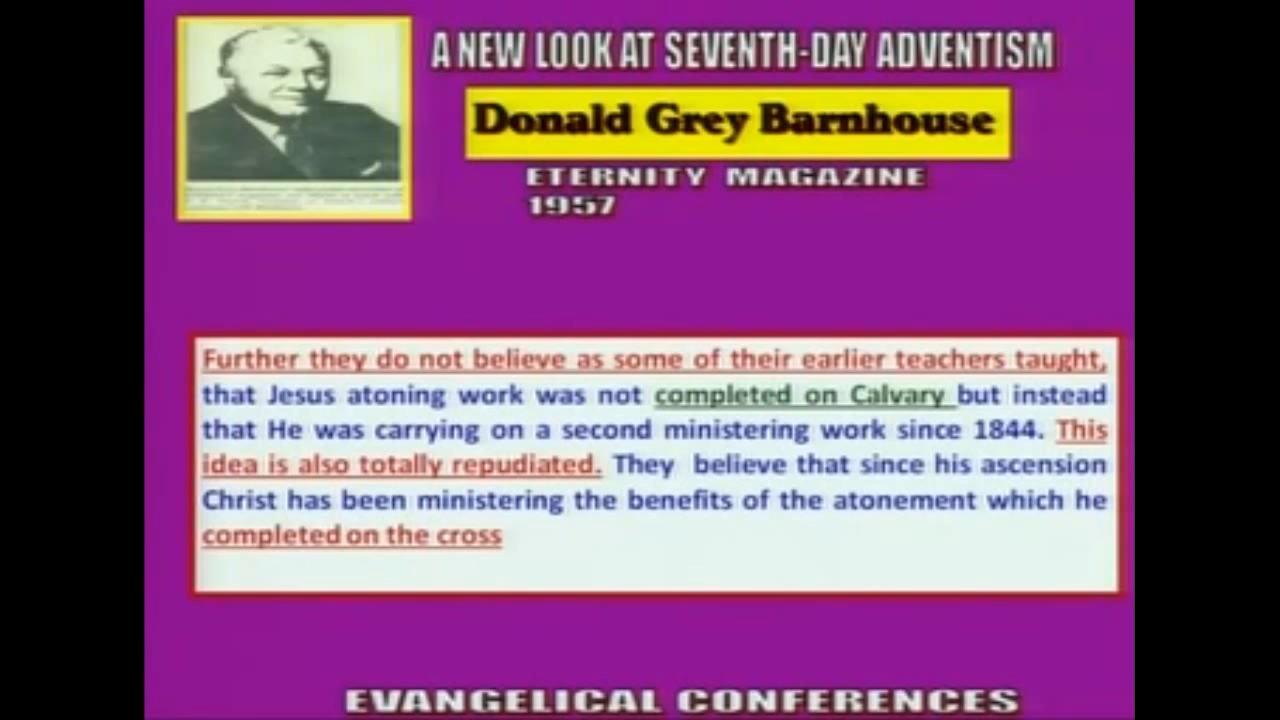 A NEW LOOK AT SEVENTH-DAY ADVENTISM
Donald Grey Barnhouse
ETERNITY MAGAZINE
1957
Further they do not believe as some of their earlier teachers taught,
that Jesus atoning work was not completed on Calvary but instead
that He was carrying on a second ministering work since 1844. This
idea is also totally repudiated. They believe that since his ascension
Christ has been ministering the benefits of the atonement which he
completed on the cross
EVANGELICAL CONFERENCES